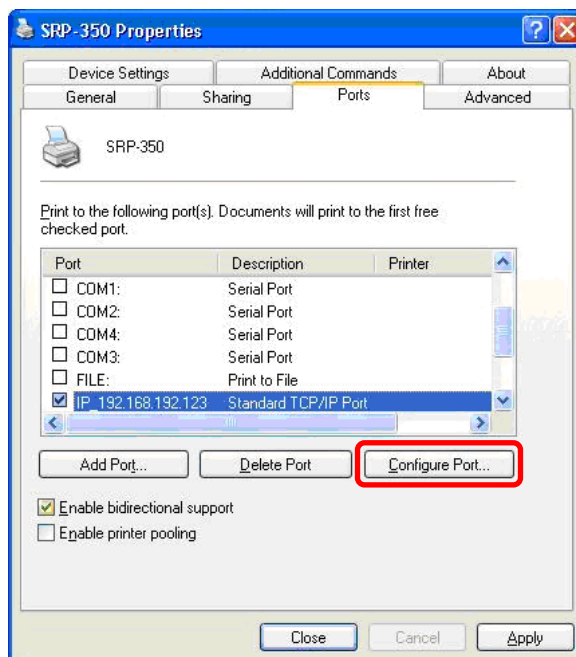 SRP-350 Properties
Device Settings Additional Commands About
General Sharing Ports Advanced
SRP-350
Print to the following port(s). Documents will print to the first free
checked port.
Port Description Printer
COM1: Serial Port
COM2: Serial Port
COM4: Serial Port
COM3: Serial Port
FILE: Print to File
IP_192.168.192.123 Standard TCP/IP Port
Add Port... Delete Port Configure Port...
Enable bidirectional support
Enable printer pooling
Close Cancel Apply